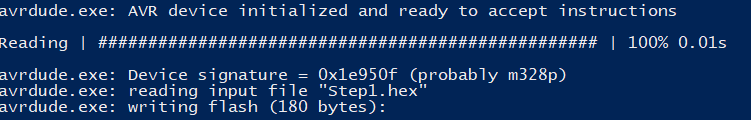 avrdude.exe: AVR device initialized and ready to accept instructions
Reading | ################################################## | 100% 0.01s
avrdude.exe: Device signature = 0x1e950f (probably m328p)
avrdude.exe: reading input file "Step1.hex"
avrdude.exe: writing flash (180 bytes):